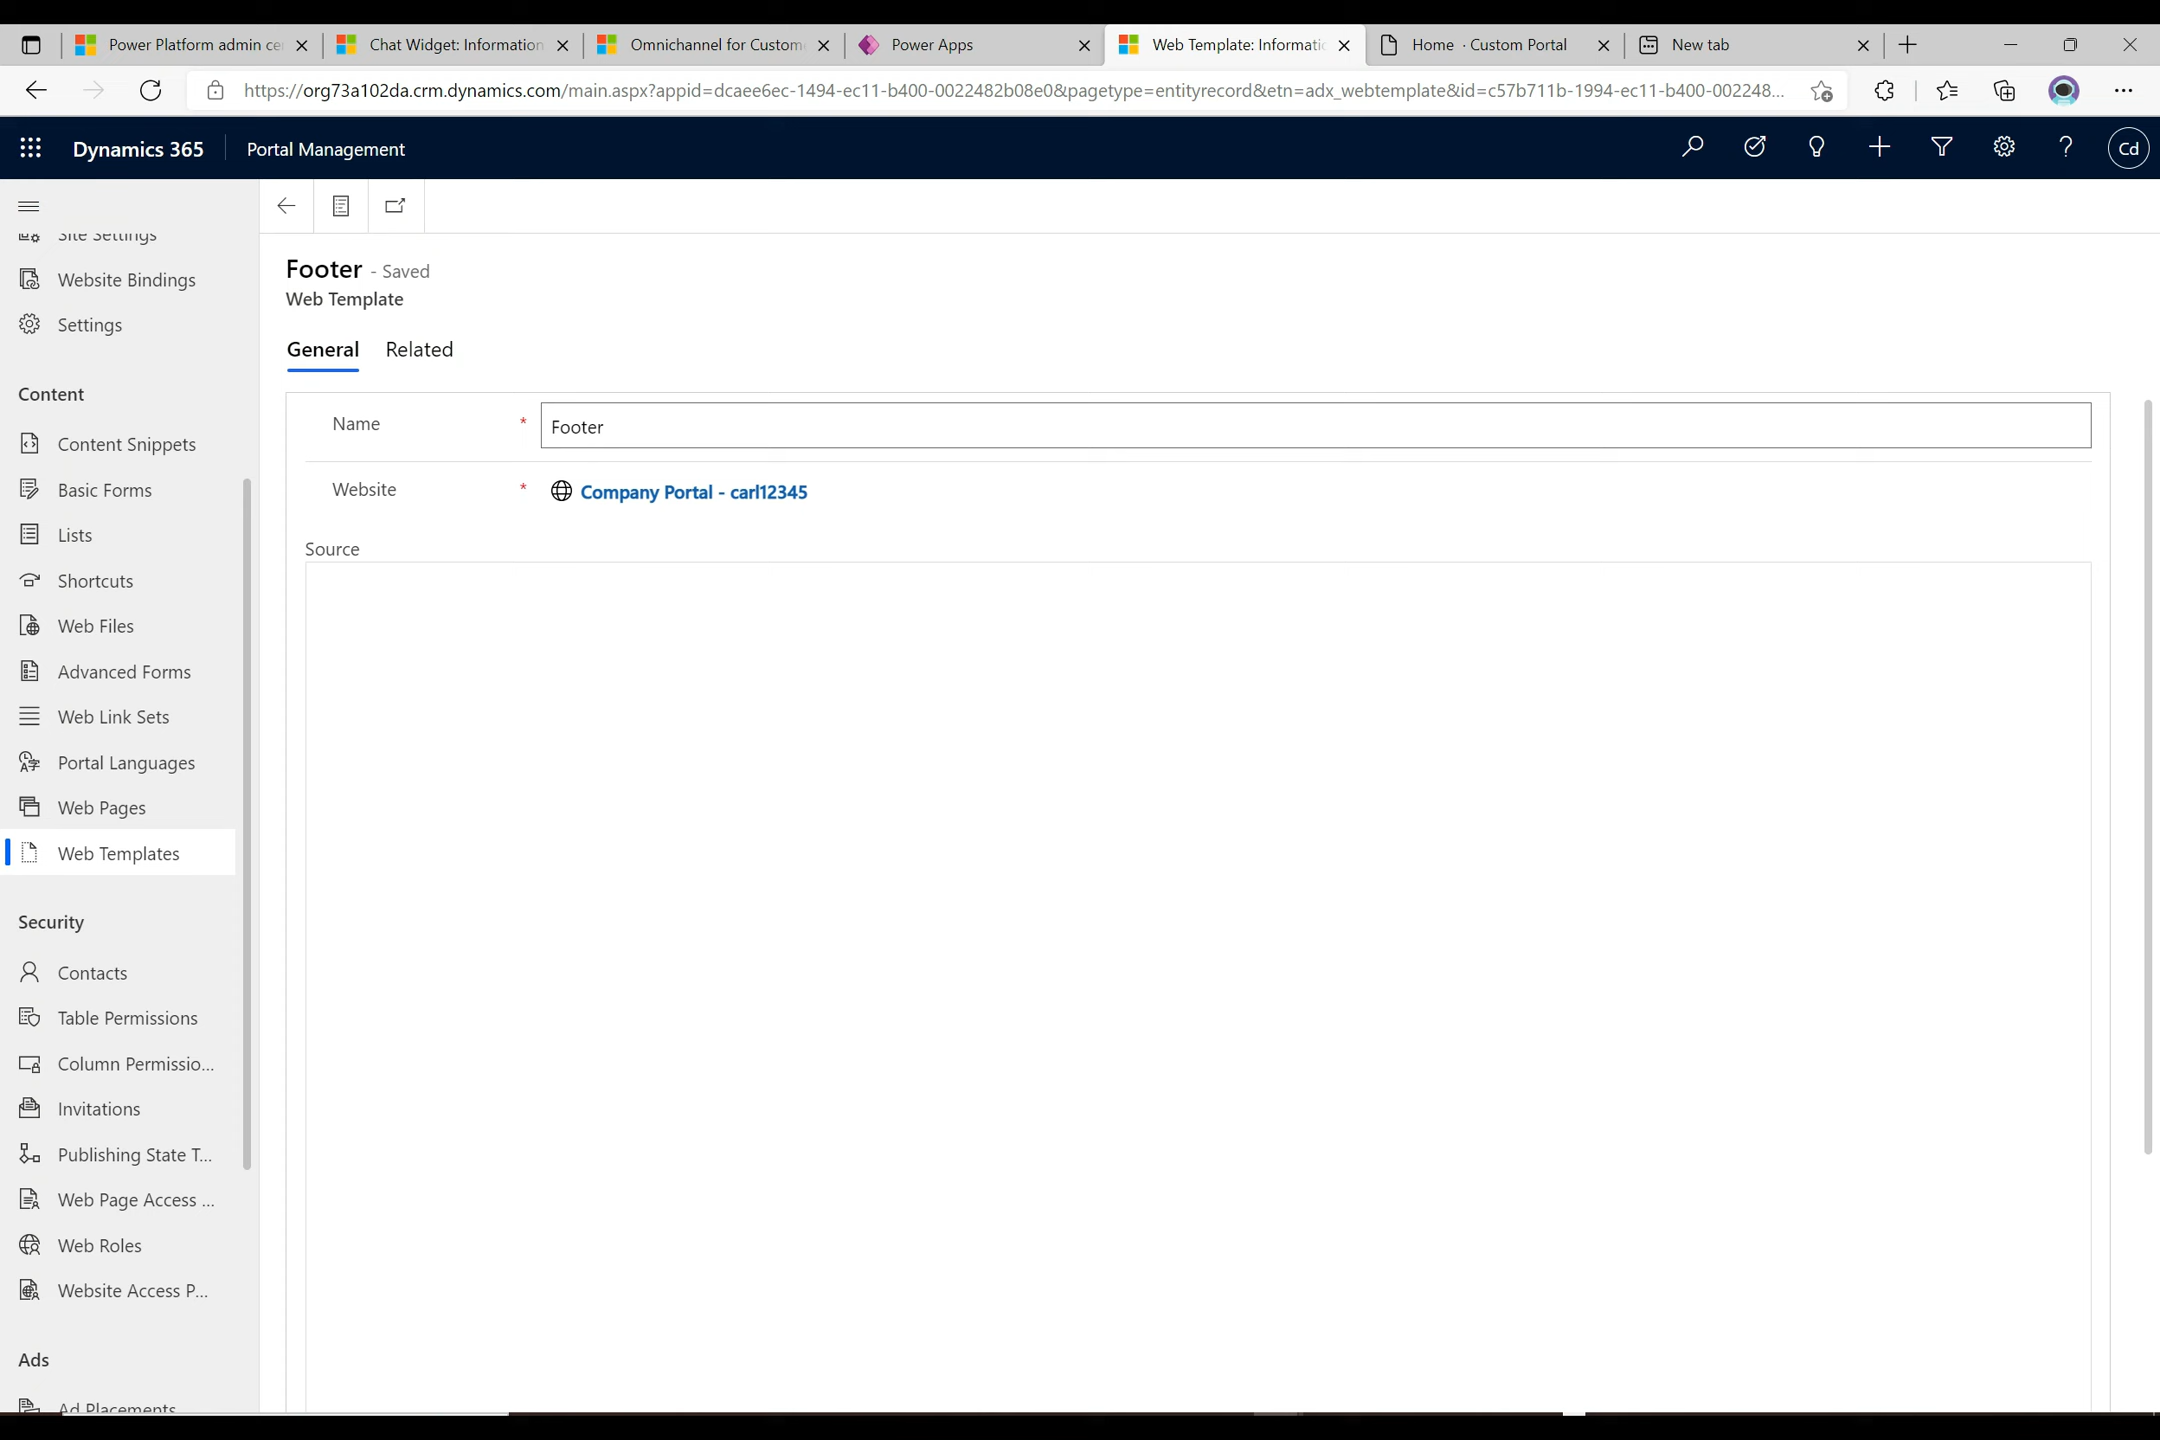 Power Platform admin ce
Chat Widget: Information
Omnichannel for Custom
Power Apps
Web Template: Informatic
Home · Custom Portal
New tab
https://org73a102da.crm.dynamics.com/main.aspx?appid=dcaee6ec-1494-ec11-b400-0022482b08e0&pagetype=entityrecord&etn=adx_webtemplate&id=c57b711b-1994-ec11-b400-002248...
Dynamics 365
Portal Management
Cd
Site Settings
Website Bindings
Settings
Content
Content Snippets
Basic Forms
Lists
Shortcuts
Web Files
Advanced Forms
Web Link Sets
Portal Languages
Web Pages
Web Templates
Security
Contacts
Table Permissions
Column Permissio...
Invitations
Publishing State T...
Web Page Access ...
Web Roles
Website Access P...
Ads
Ad Placements
Footer - Saved
Web Template
General Related
Name * Footer
Website * Company Portal - carl12345
Source